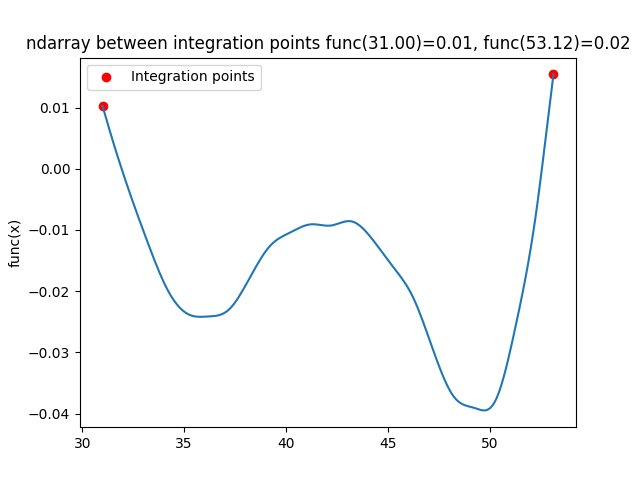 ndarray between integration points func(31.00)=0.01, func(53.12)=0.02
Integration points
func(x)
0.01
0.00
−0.01
−0.02
−0.03
−0.04
30 35 40 45 50